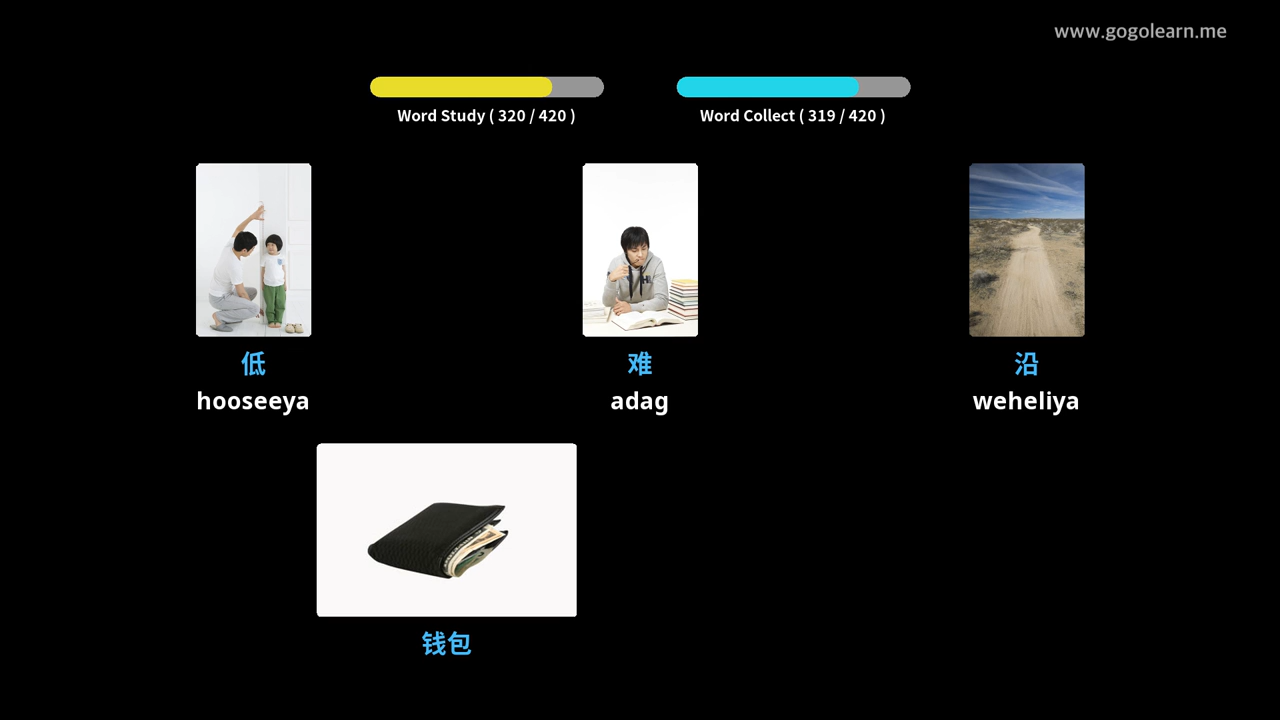 www.gogolearn.me
Word Study ( 320 / 420 )
Word Collect ( 319 / 420 )
低
难
沿
hooseeya
adag
weheliya
钱包